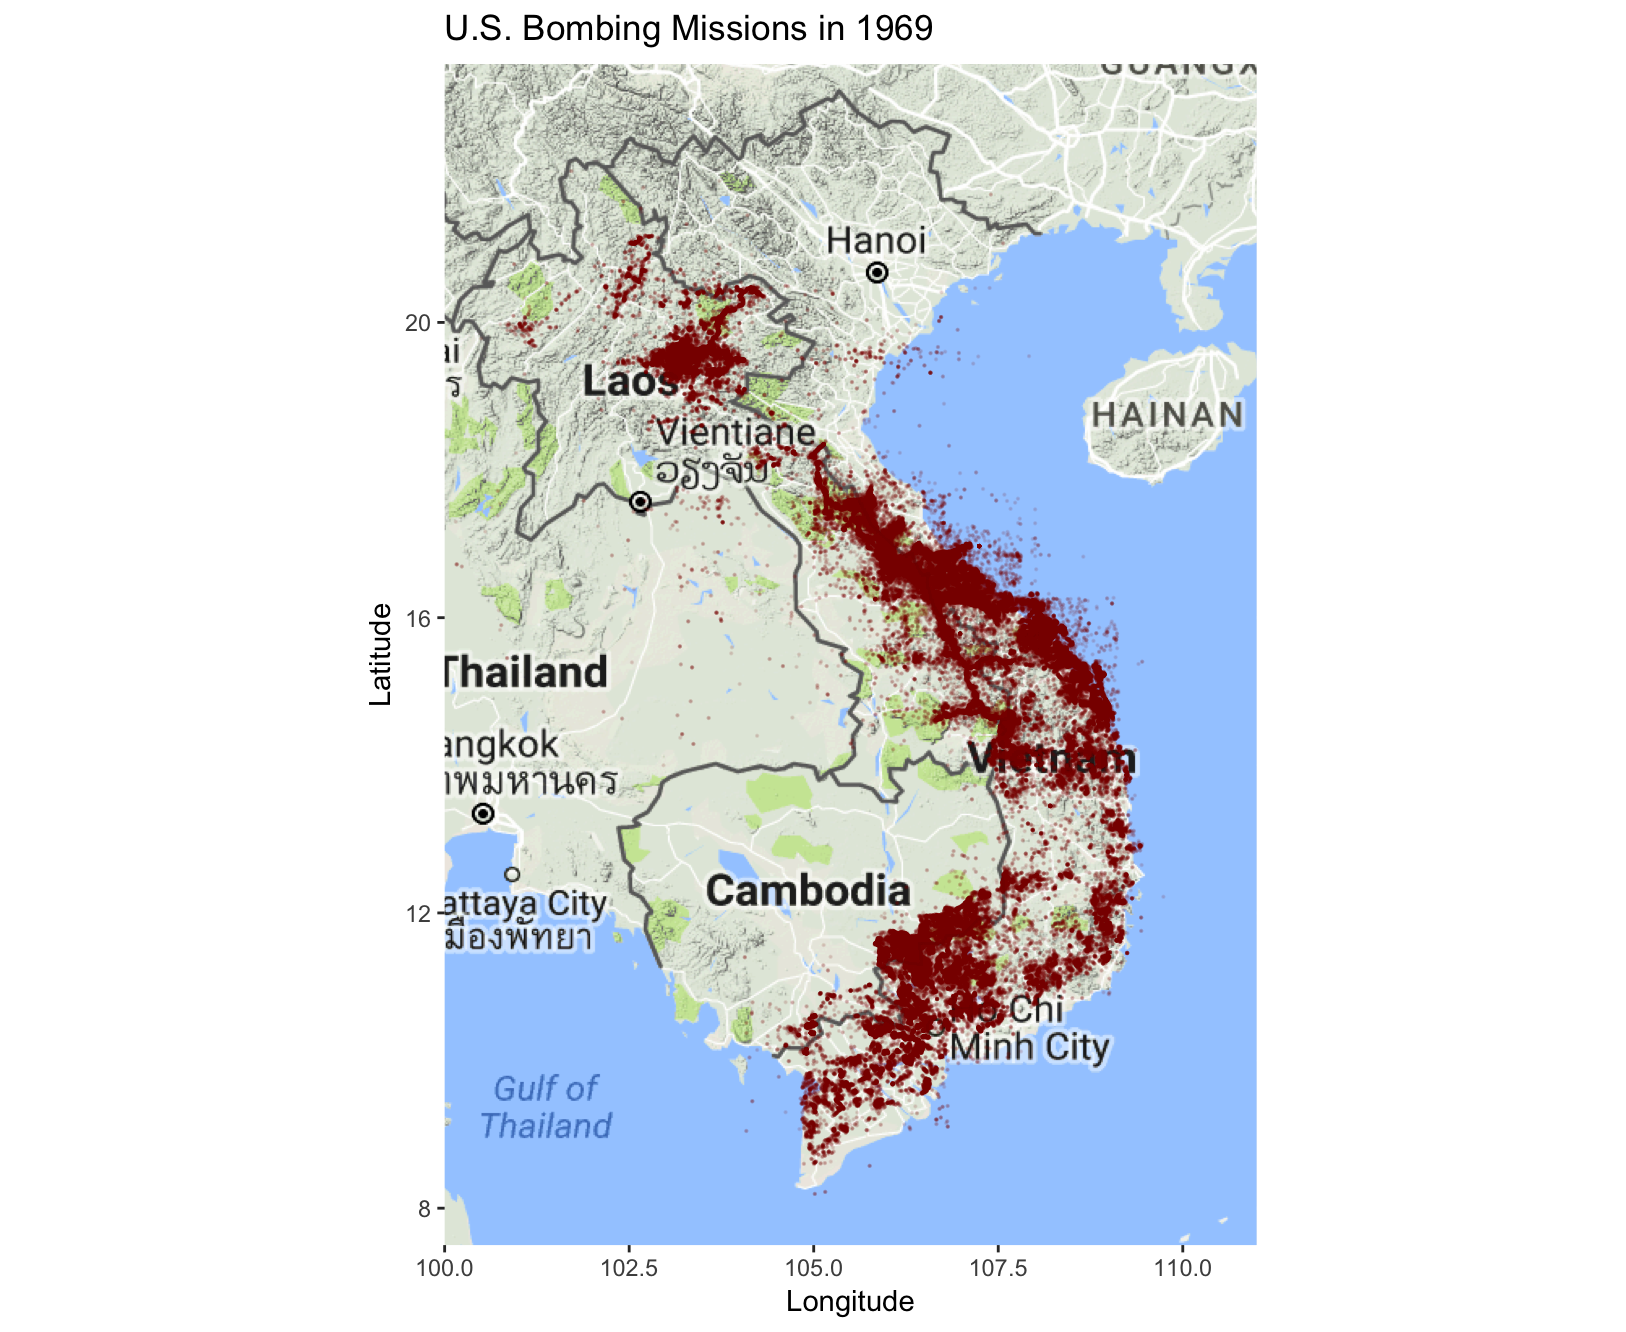 U.S. Bombing Missions in 1969
Hanoi
20
ai
ร
Laos
HAINAN
Vientiane
ວຽງຈັນ
16
Latitude
Thailand
angkok
าพมหานคร
Vietnam
Cambodia
12
attaya City
มืองพัทยา
Chi
Minh City
Gulf of
Thailand
8
100.0
102.5
105.0
107.5
110.0
Longitude